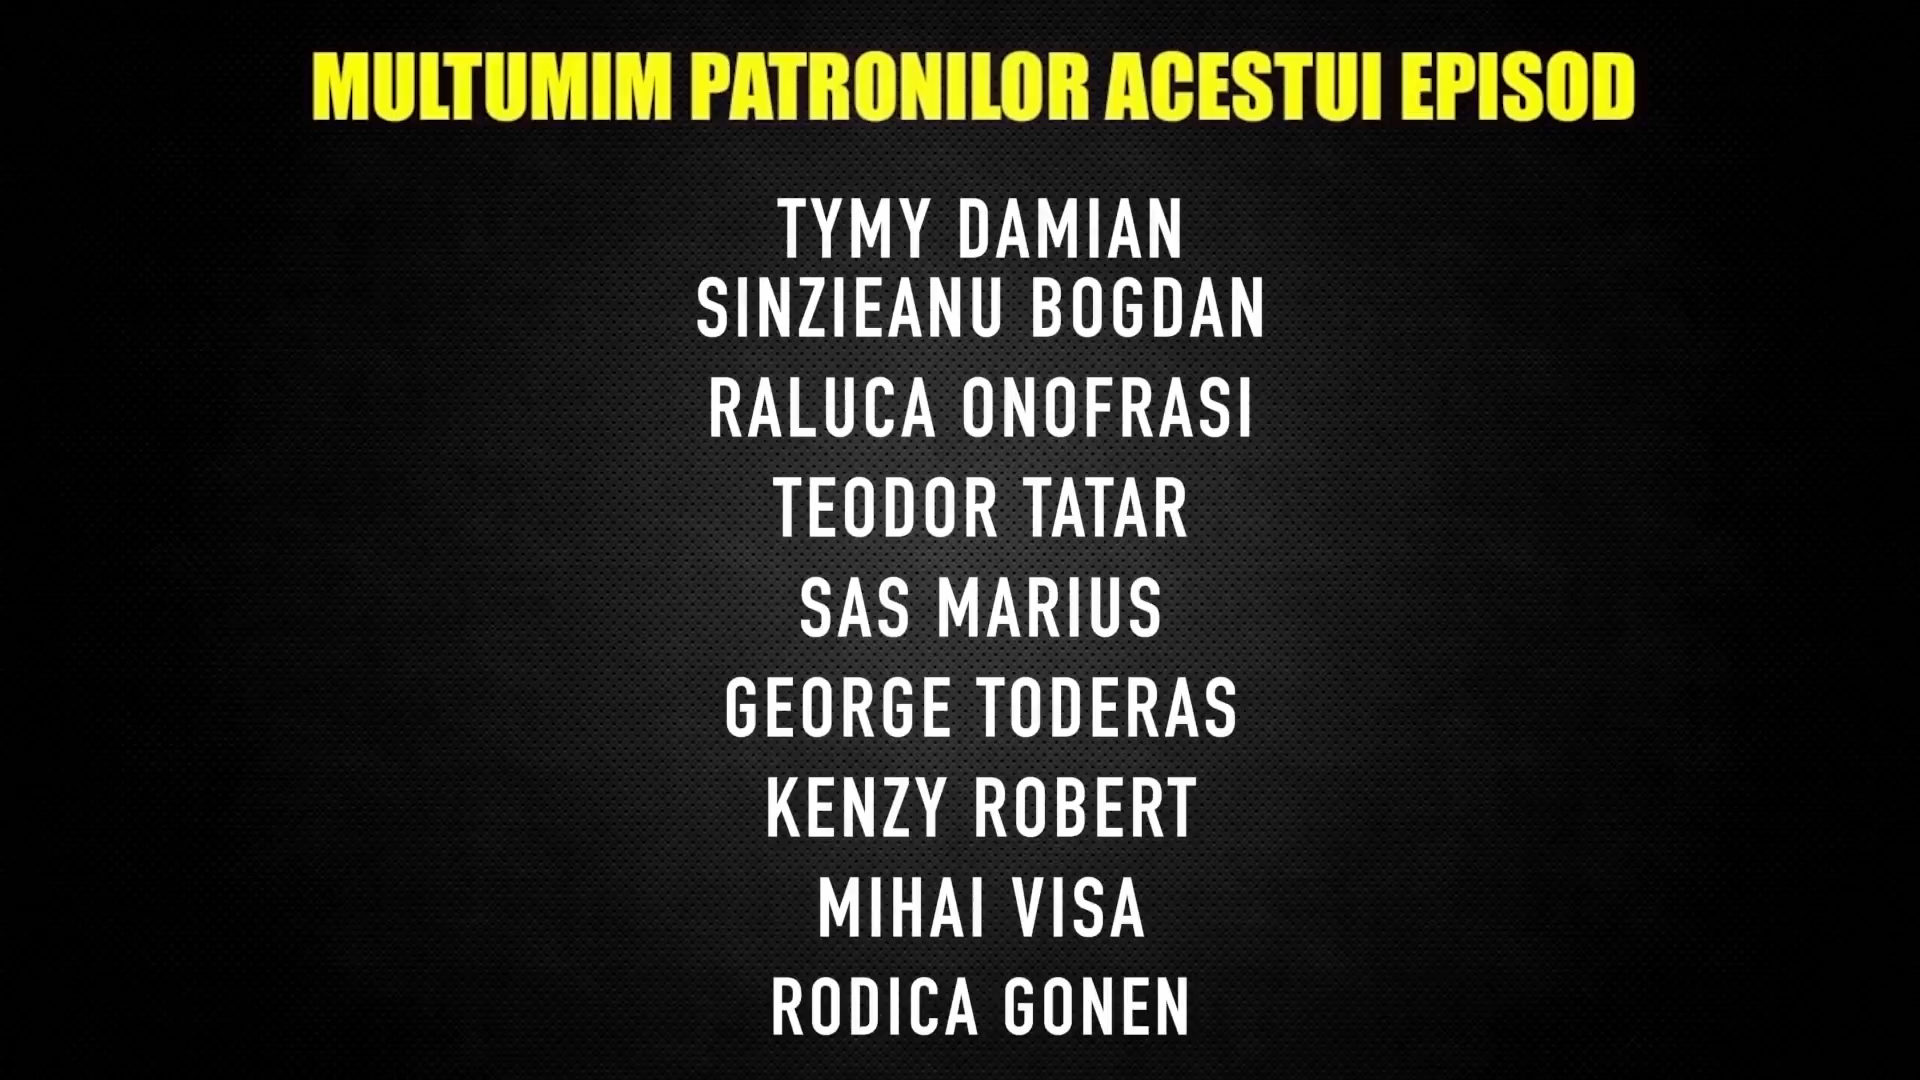 MULTUMIM PATRONILOR ACESTUI EPISOD
TYMY DAMIAN
SINZIEANU BOGDAN
RALUCA ONOFRASI
TEODOR TATAR
SAS MARIUS
GEORGE TODERAS
KENZY ROBERT
MIHAI VISA
RODICA GONEN